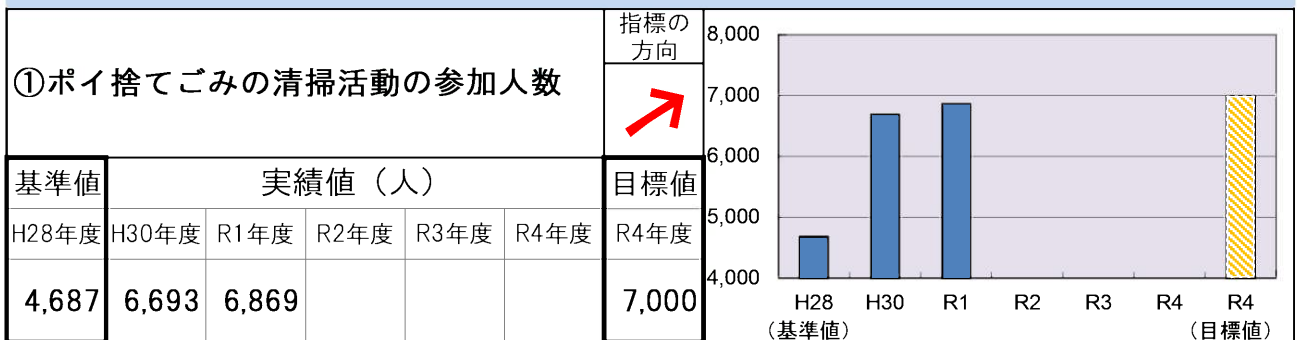 ①ポイ捨てごみの清掃活動の参加人数
指標の
方向
基準値 実績値（人） 目標値
H28年度 H30年度 R1年度 R2年度 R3年度 R4年度 R4年度
4,687 6,693 6,869 7,000
8,000
7,000
6,000
5,000
4,000
H28 H30 R1 R2 R3 R4 R4
（基準値） （目標値）